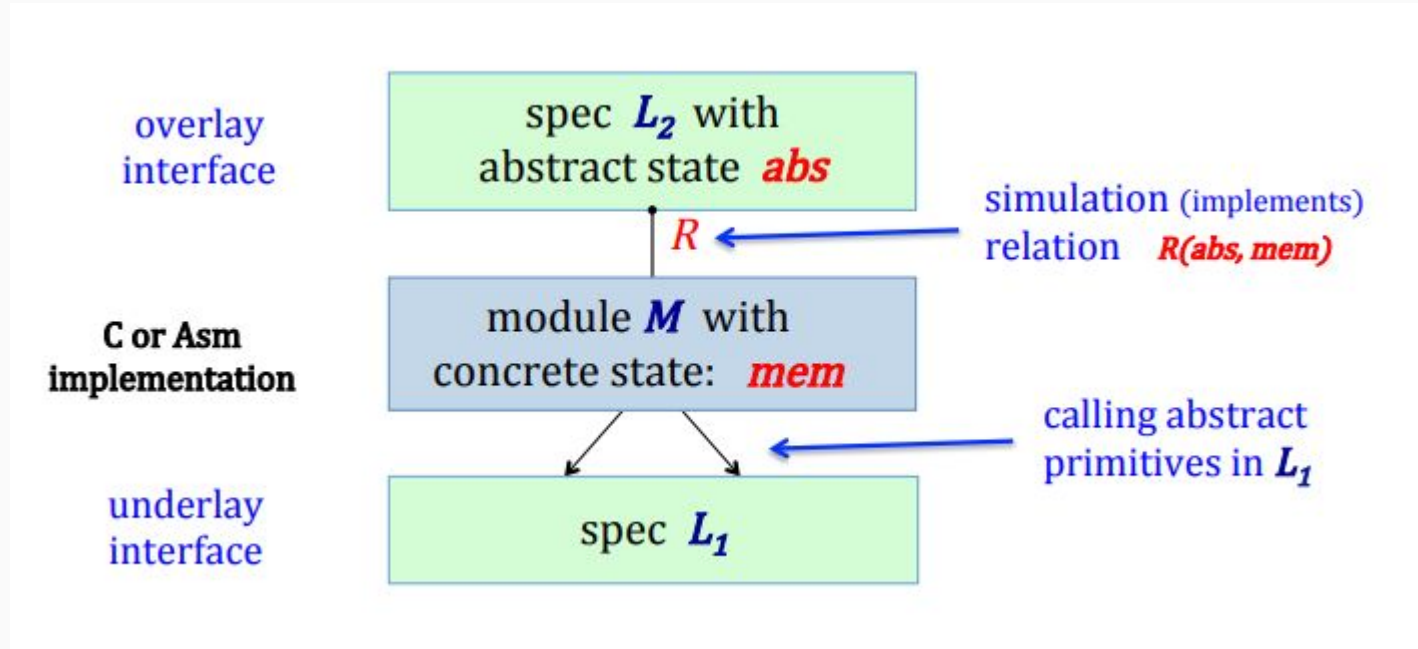 overlay
interface
spec L₂ with
abstract state abs
R
simulation (implements)
relation R(abs, mem)
C or Asm
implementation
module M with
concrete state: mem
calling abstract
primitives in L₁
underlay
interface
spec L₁